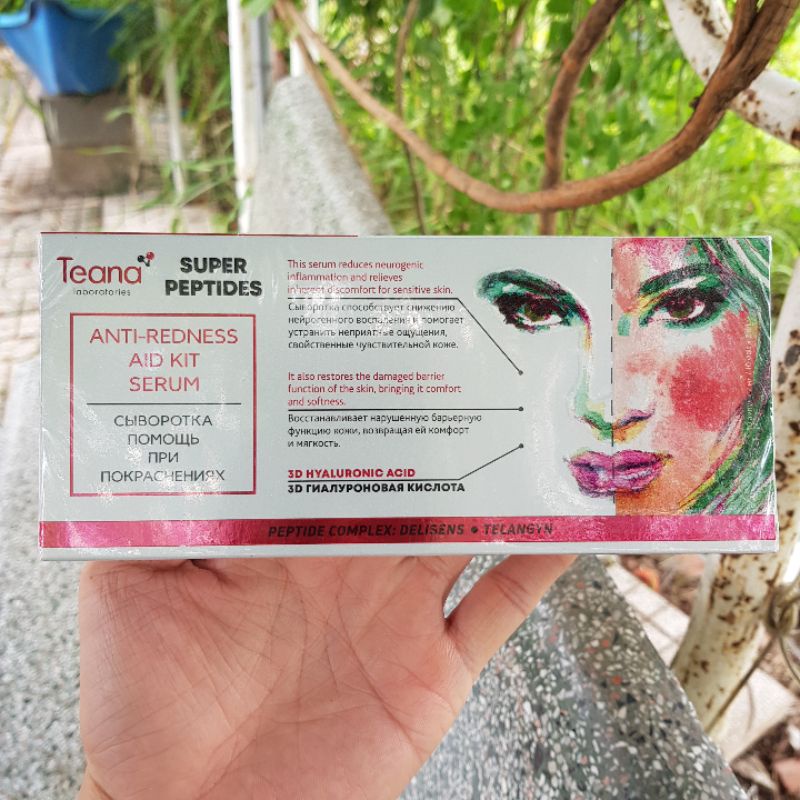 Teana
laboratories
SUPER
PEPTIDES
ANTI-REDNESS
AID KIT
SERUM
СЫВОРОТКА
ПОМОЩЬ
ПРИ
ПОКРАСНЕНИЯХ
This serum reduces neurogenic
inflammation and relieves
inherent discomfort for sensitive skin.
Сыворотка способствует снижению
нейрогенного воспаления и помогает
устранить неприятные ощущения,
свойственные чувствительной коже.
It also restores the damaged barrier
function of the skin, bringing it comfort
and softness.
Восстанавливает нарушенную барьерную
функцию кожи, возвращая ей комфорт
и мягкость.
3D HYALURONIC ACID
3D ГИАЛУРОНОВАЯ КИСЛОТА
PEPTIDE COMPLEX: DELISENS • TELANGYN